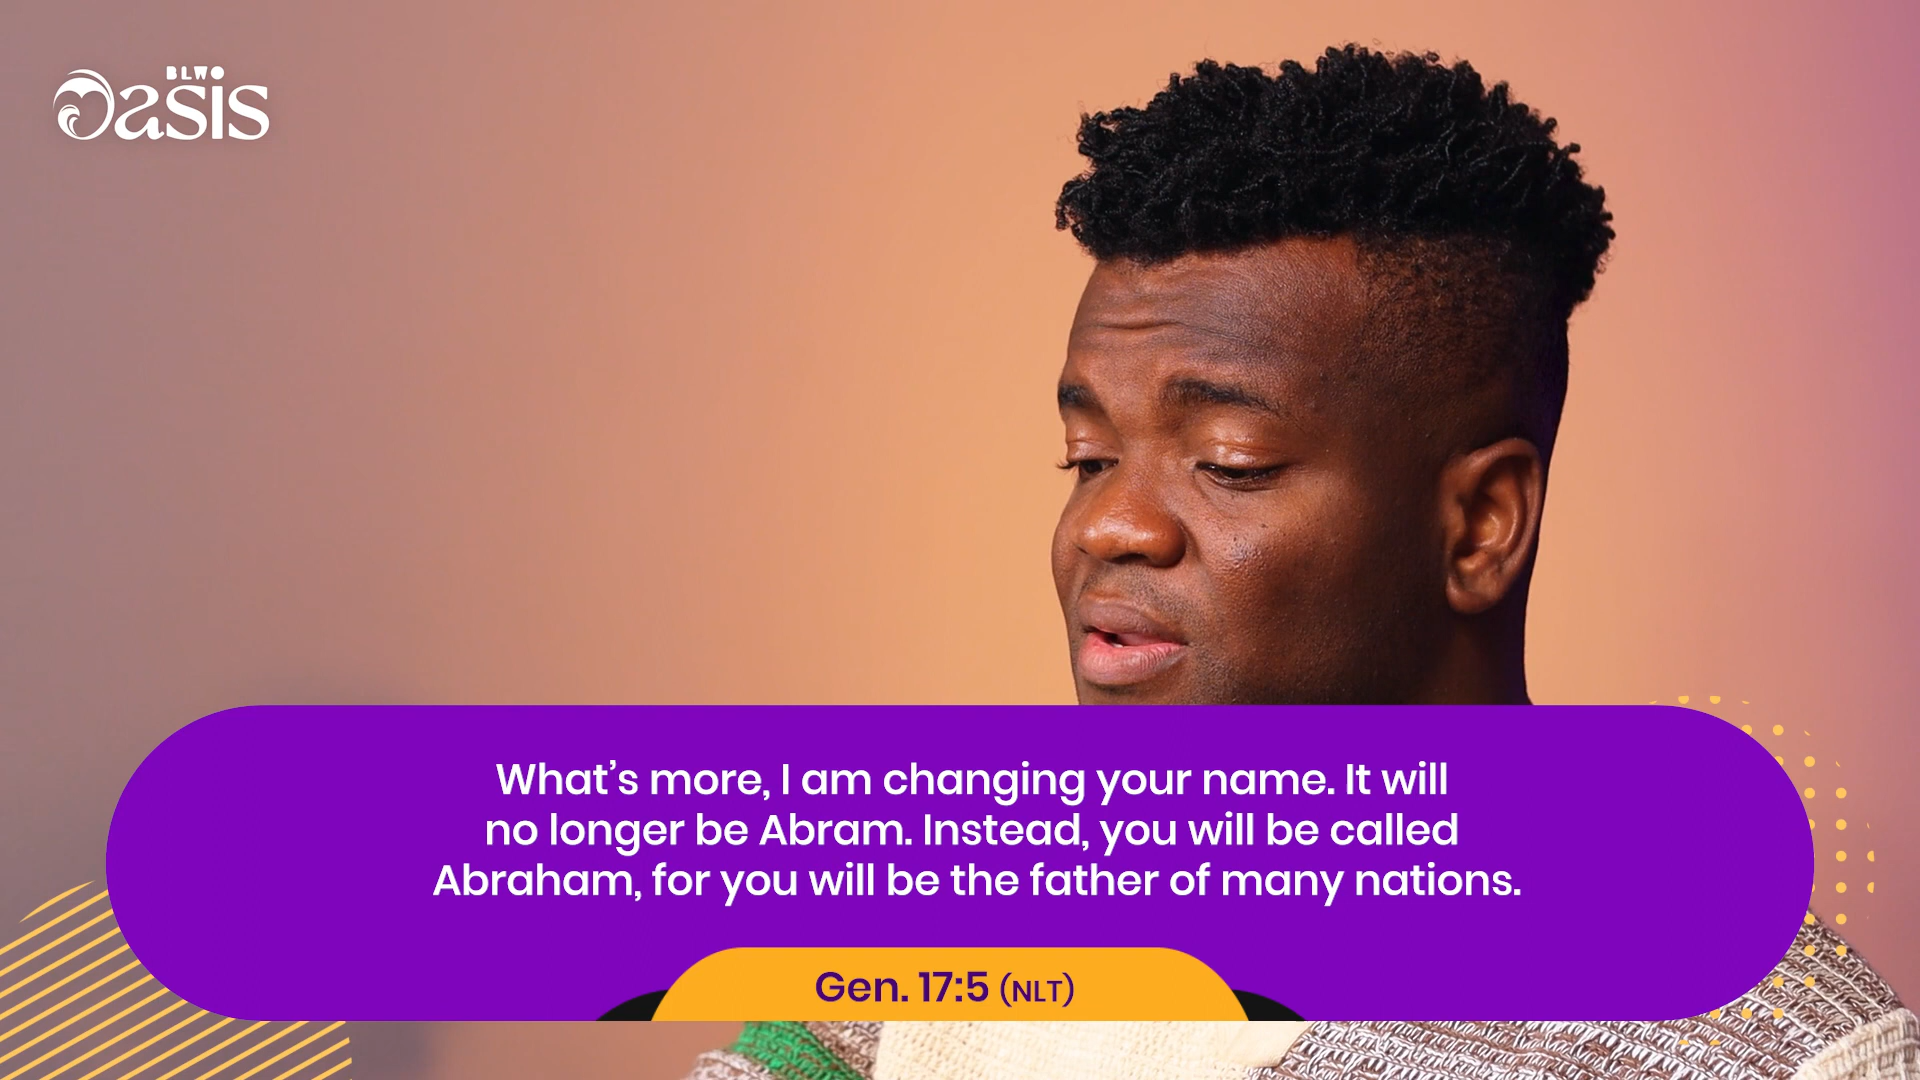 BLWO
Oasis
What’s more, I am changing your name. It will
no longer be Abram. Instead, you will be called
Abraham, for you will be the father of many nations.
Gen. 17:5 (NLT)